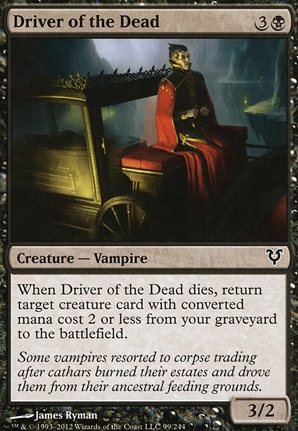 Driver of the Dead 3
Creature — Vampire
When Driver of the Dead dies, return
target creature card with converted
mana cost 2 or less from your graveyard
to the battlefield.
Some vampires resorted to corpse trading
after cathars burned their estates and drove
them from their ancestral feeding grounds.
3/2
James Ryman
™ & © 1993-2012 Wizards of the Coast LLC 99/244